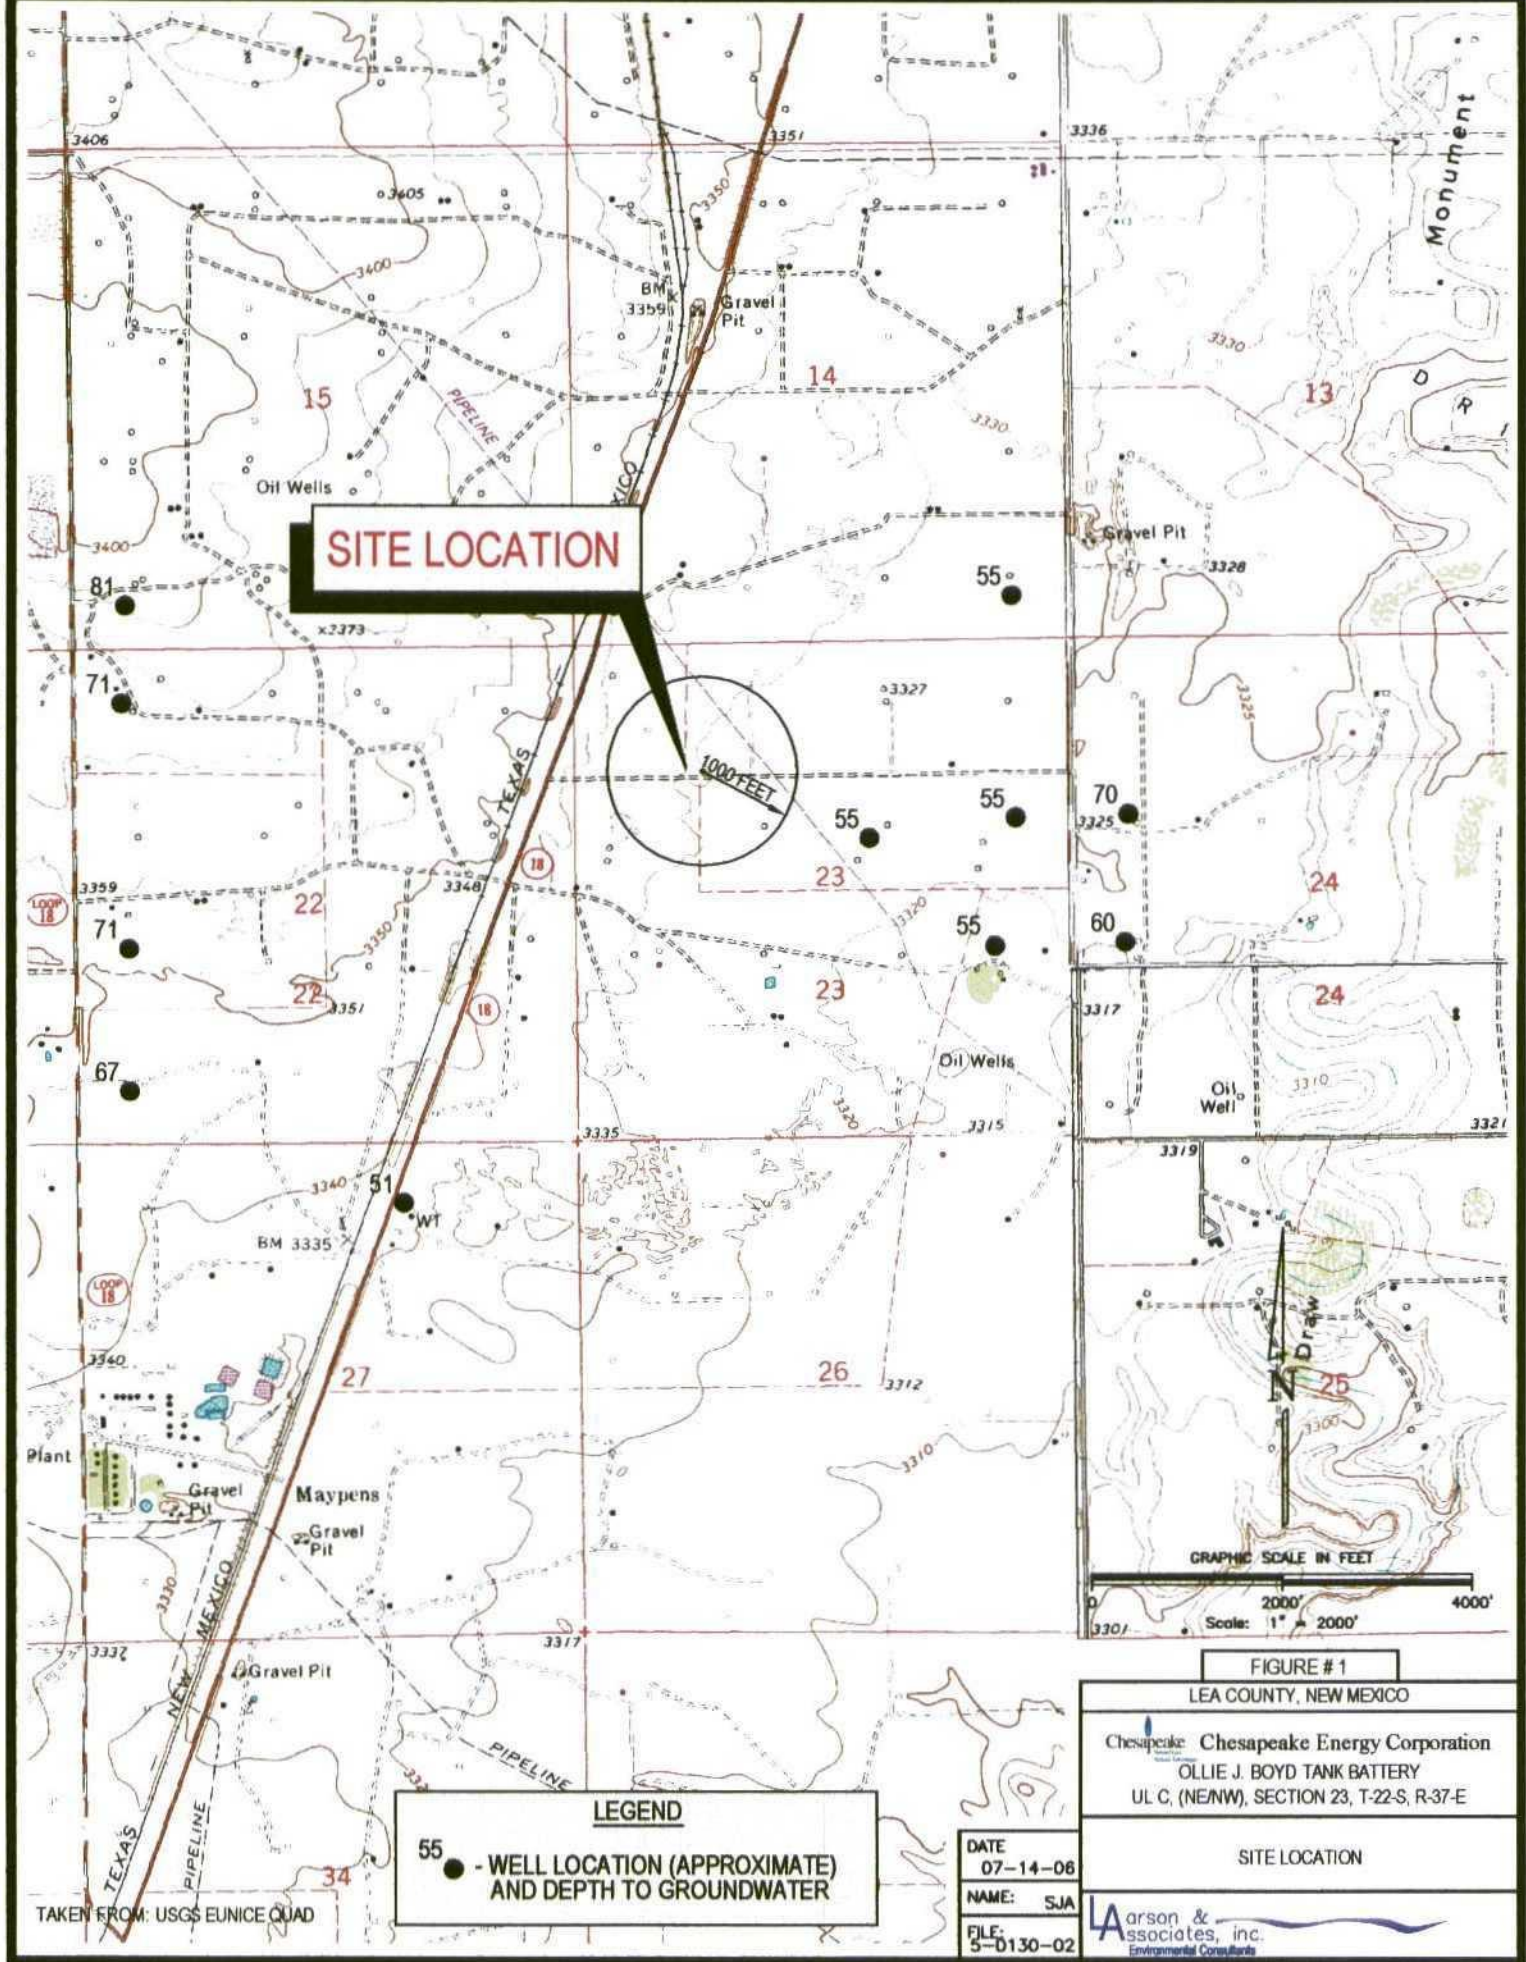 3406
3351
3336
Monument
3405
3350
3400
BM
3359
Gravel
Pit
3330
15
14
13
D
R
I
PIPELINE
3330
Oil Wells
XICO
SITE LOCATION
Gravel Pit
3400
3328
81
55
x2373
71
3327
3325
TEXAS
1000 FEET
55
55
70
3325
18
23
24
3359
3348
LOOP
18
22
3350
3320
71
55
60
22
3351
18
23
24
3317
67
Oil Wells
Oil
Well
3310
3320
3335
3315
3321
3319
3340
51
WT
BM 3335
LOOP
18
Draw
3340
27
26
3312
N
25
3300
Plant
3310
Gravel
Pit
Maypens
Gravel
Pit
GRAPHIC SCALE IN FEET
0
2000'
4000'
Scale: 1" = 2000'
3330
NEW MEXICO
3317
3301
Gravel Pit
FIGURE # 1
LEA COUNTY, NEW MEXICO
Chesapeake
Chesapeake Energy Corporation
OLLIE J. BOYD TANK BATTERY
UL C, (NE/NW), SECTION 23, T-22-S, R-37-E
PIPELINE
LEGEND
55
- WELL LOCATION (APPROXIMATE)
AND DEPTH TO GROUNDWATER
TEXAS
PIPELINE
34
DATE
07-14-06
NAME: SJA
FILE:
5-0130-02
SITE LOCATION
Larson &
Associates, inc.
Environmental Consultants
TAKEN FROM: USGS EUNICE QUAD